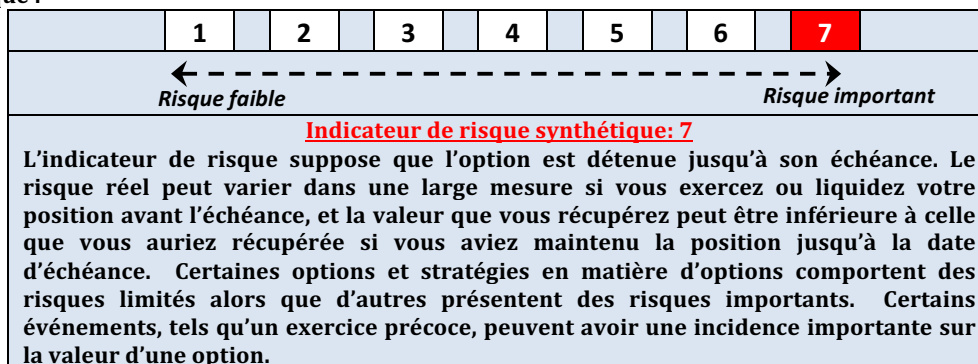 1 2 3 4 5 6 7
Risque faible Risque important
Indicateur de risque synthétique: 7
L’indicateur de risque suppose que l’option est détenue jusqu’à son échéance. Le
risque réel peut varier dans une large mesure si vous exercez ou liquidez votre
position avant l’échéance, et la valeur que vous récupérez peut être inférieure à celle
que vous auriez récupérée si vous aviez maintenu la position jusqu’à la date
d’échéance. Certaines options et stratégies en matière d’options comportent des
risques limités alors que d’autres présentent des risques importants. Certains
événements, tels qu’un exercice précoce, peuvent avoir une incidence importante sur
la valeur d’une option.